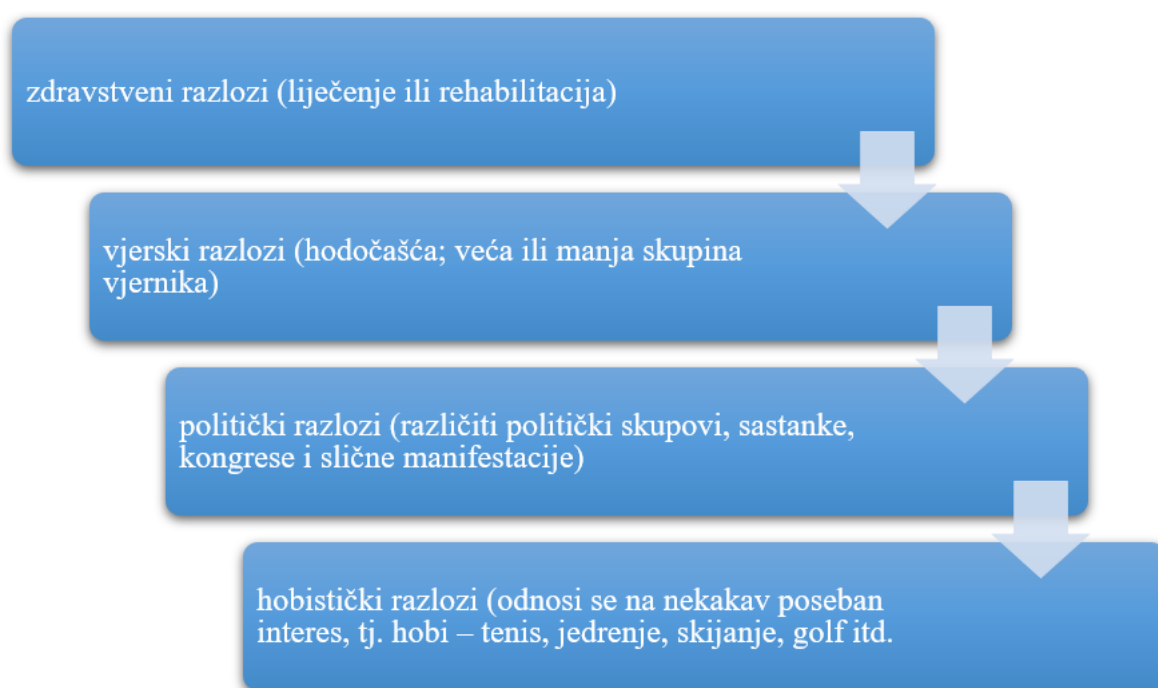 zdravstveni razlozi (liječenje ili rehabilitacija)
vjerski razlozi (hodočašća; veća ili manja skupina
vjernika)
politički razlozi (različiti politički skupovi, sastanke,
kongrese i slične manifestacije)
hobistički razlozi (odnosi se na nekakav poseban
interes, tj. hobi – tenis, jedrenje, skijanje, golf itd.